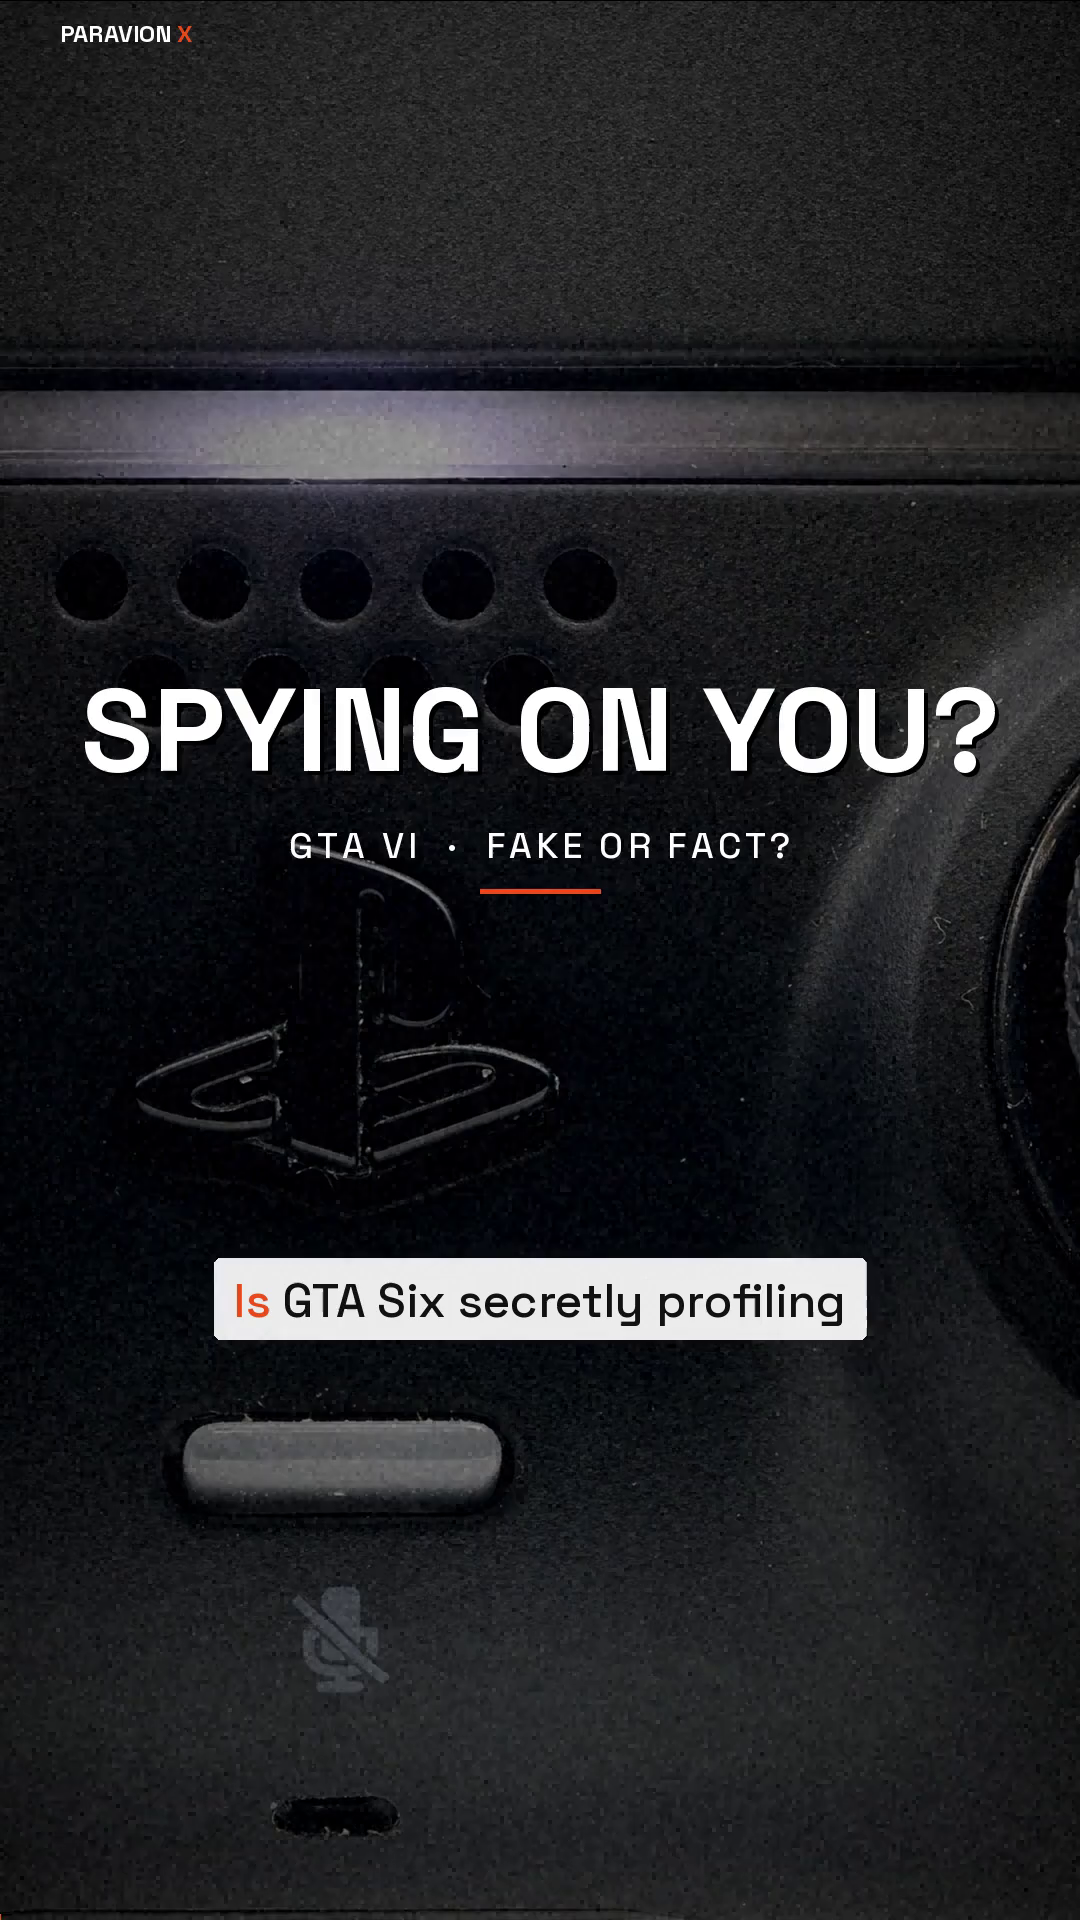 PARAVION X
SPYING ON YOU?
GTA VI · FAKE OR FACT?
Is GTA Six secretly profiling